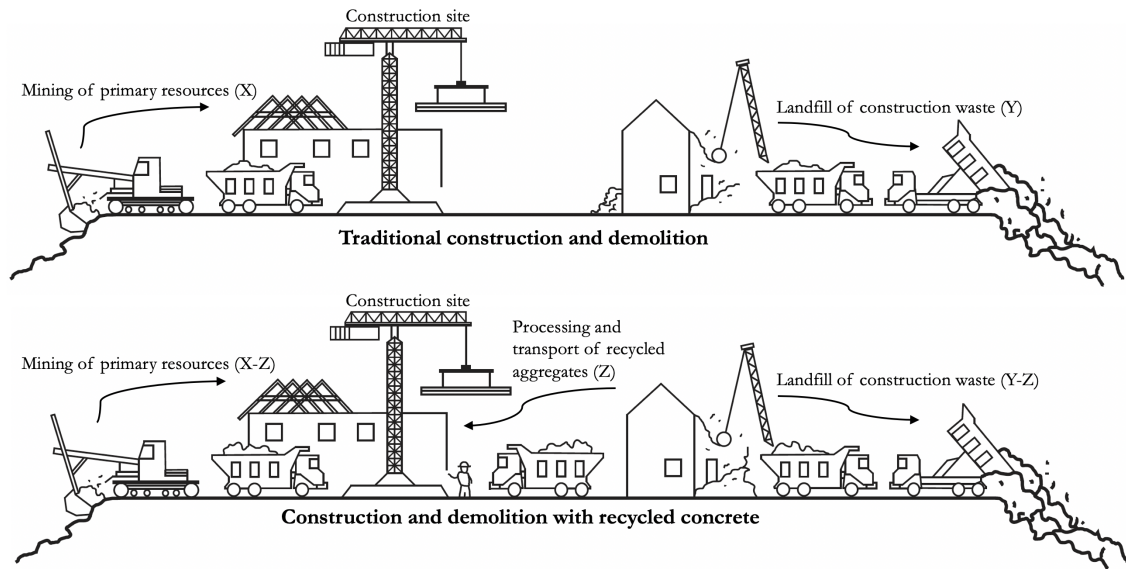 Construction site
Mining of primary resources (X)
Landfill of construction waste (Y)
Traditional construction and demolition
Construction site
Processing and
transport of recycled
aggregates (Z)
Mining of primary resources (X-Z)
Landfill of construction waste (Y-Z)
Construction and demolition with recycled concrete